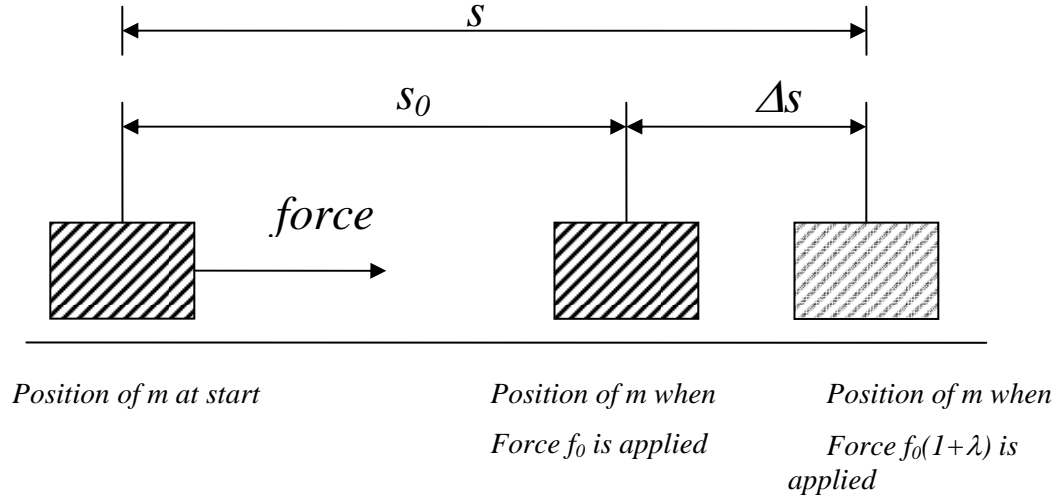 s
s0 Δs
force
Position of m at start
Position of m when
Force f0 is applied
Position of m when
Force f0(1+λ) is
applied